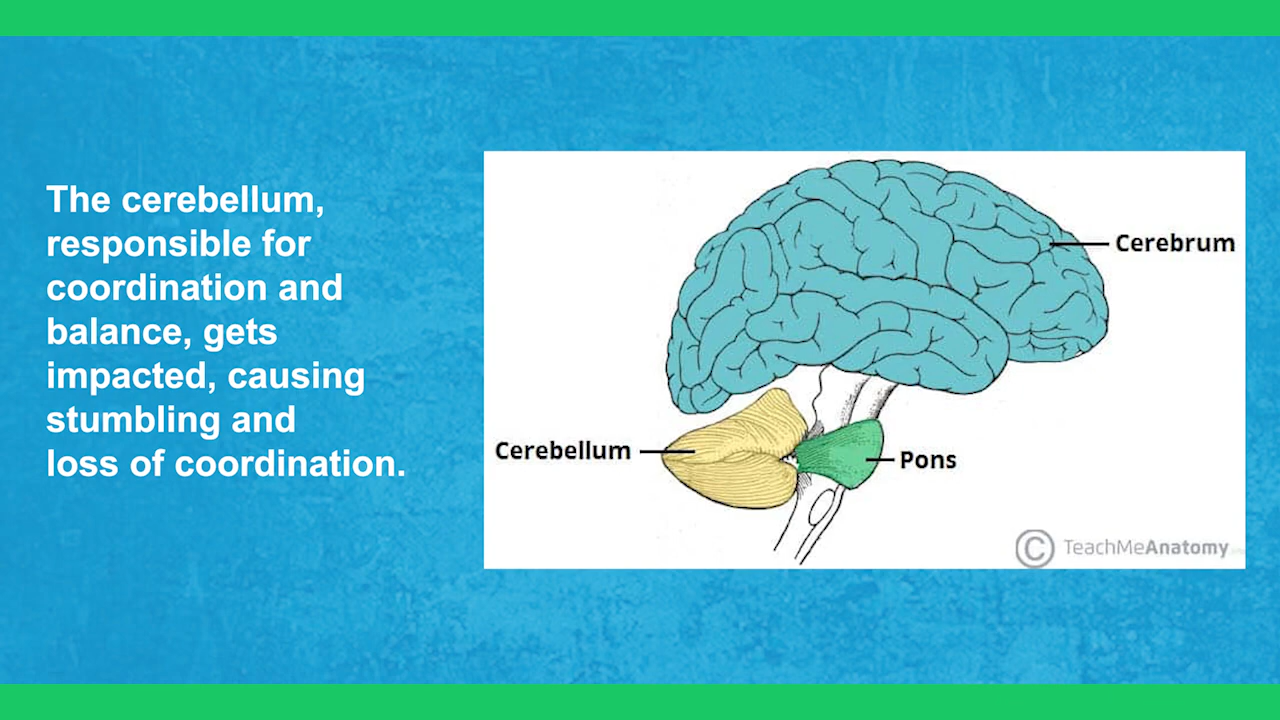 The cerebellum,
responsible for
coordination and
balance, gets
impacted, causing
stumbling and
loss of coordination.
Cerebrum
Cerebellum
Pons
© TeachMeAnatomy